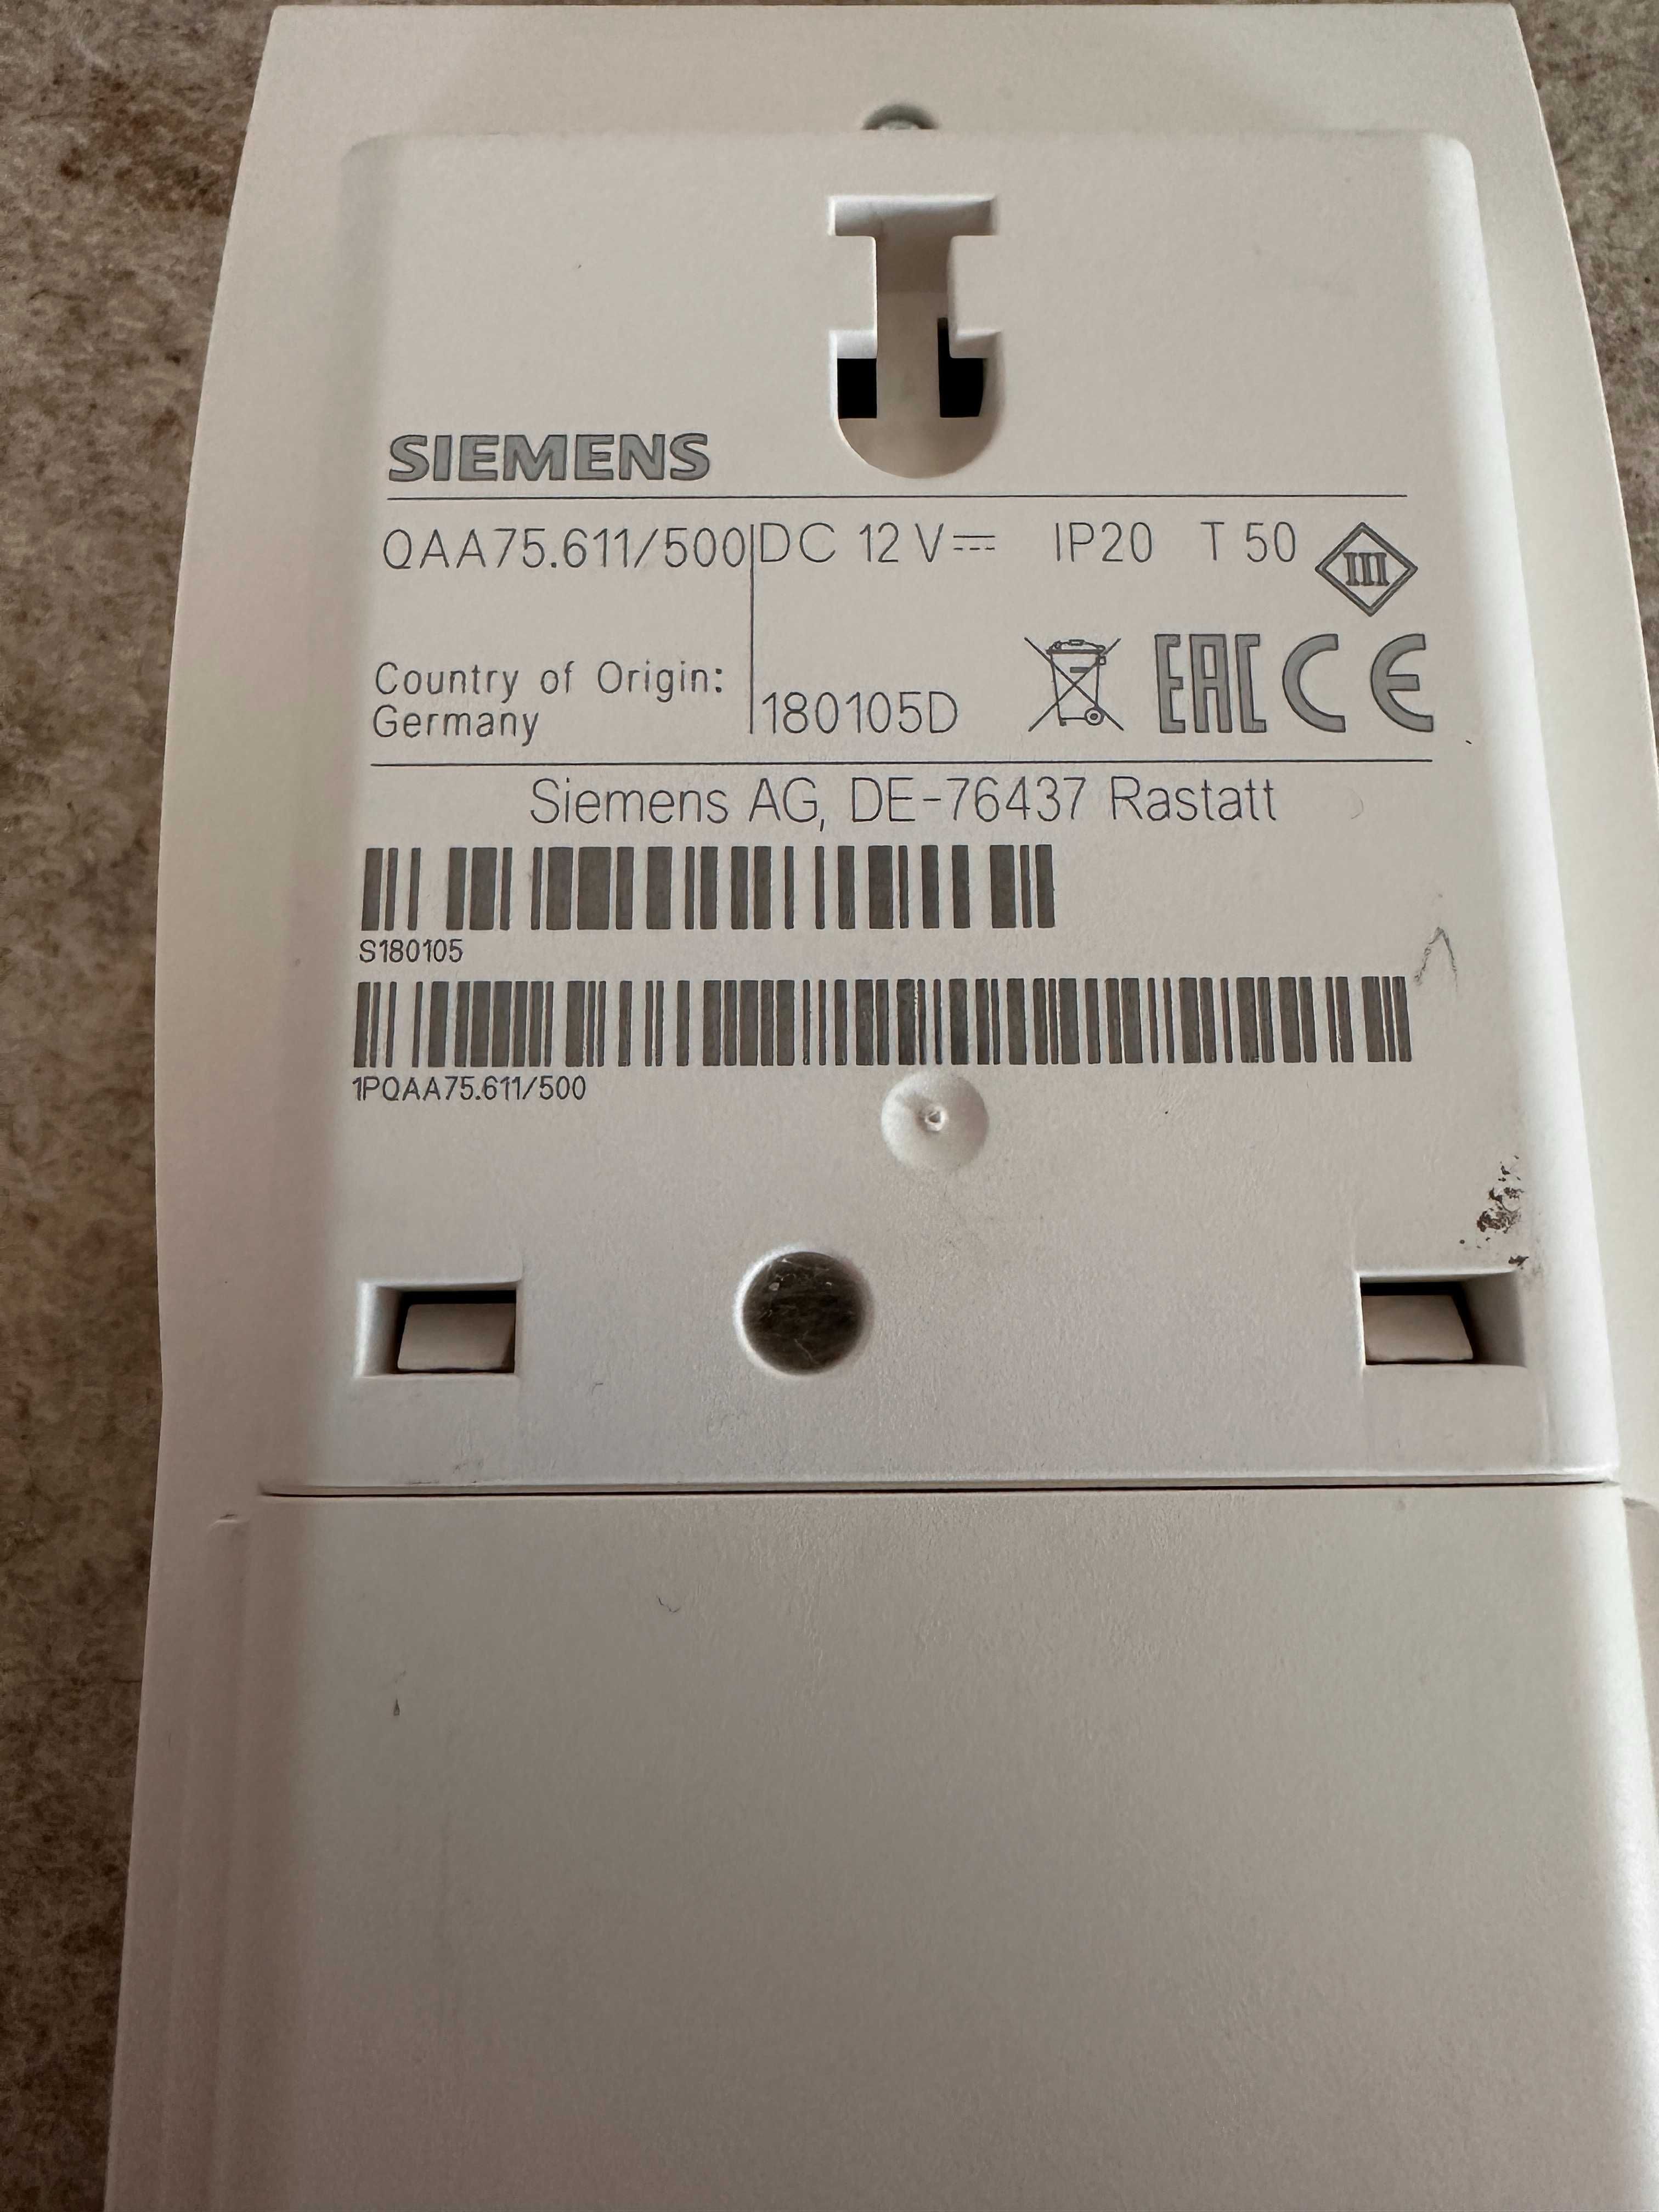 SIEMENS
QAA75.611/500 DC 12 V IP20 T 50 III
Country of Origin:
Germany 180105D EAC CE
Siemens AG, DE-76437 Rastatt
S180105
1PQAA75.611/500